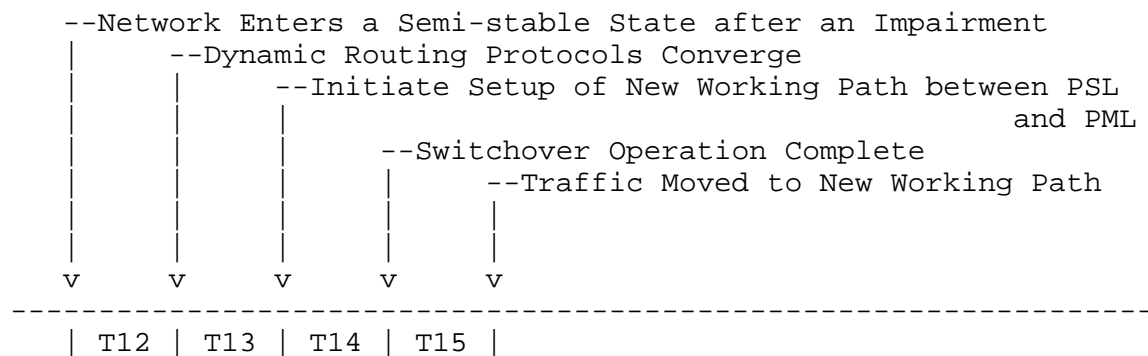 --Network Enters a Semi-stable State after an Impairment
|       --Dynamic Routing Protocols Converge
|       |       --Initiate Setup of New Working Path between PSL
|       |       |                                       and PML
|       |       |       --Switchover Operation Complete
|       |       |       |       --Traffic Moved to New Working Path
|       |       |       |       |
|       |       |       |       |
v       v       v       v       v
-----------------------------------------------------------------
| T12 | T13 | T14 | T15 |